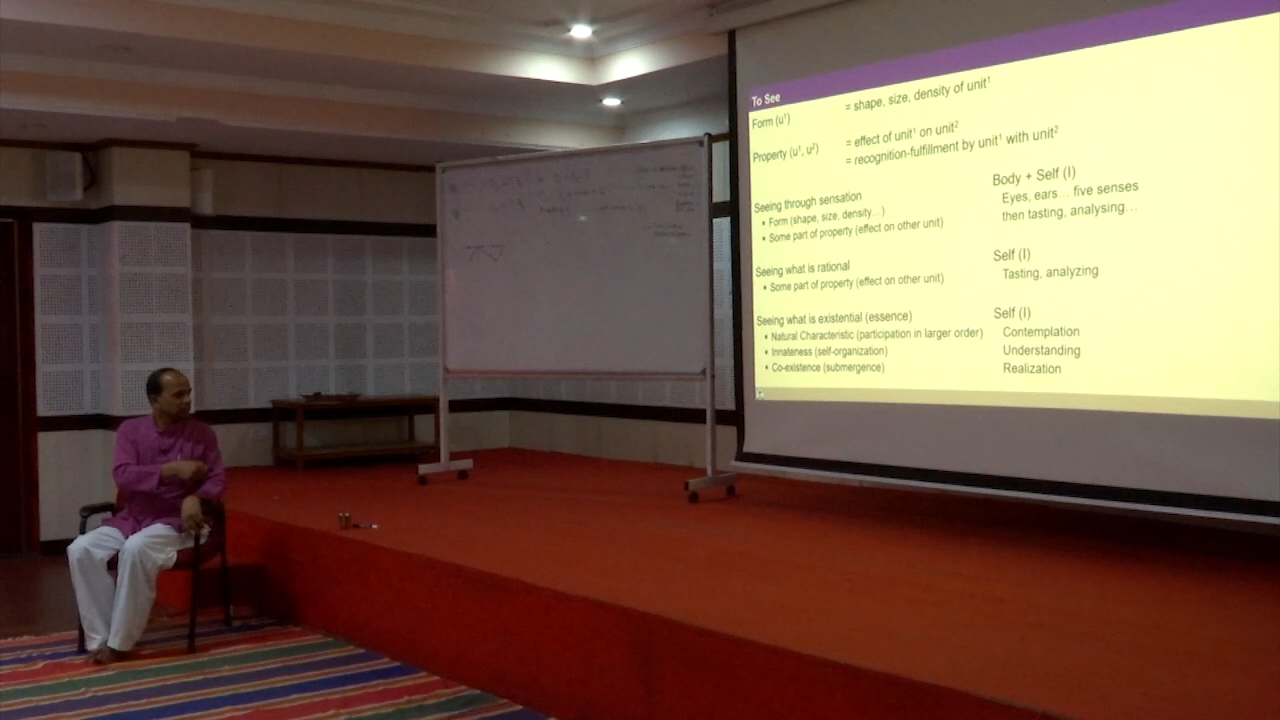 To See
Form (u¹) = shape, size, density of unit¹
Property (u¹, u²) = effect of unit¹ on unit²
= recognition-fulfillment by unit¹ with unit²
Seeing through sensation Body + Self (I)
• Form (shape, size, density…) Eyes, ears… five senses
• Some part of property (effect on other unit) then tasting, analysing…
Seeing what is rational Self (I)
• Some part of property (effect on other unit) Tasting, analyzing
Seeing what is existential (essence) Self (I)
• Natural Characteristic (participation in larger order) Contemplation
• Innateness (self-organization) Understanding
• Co-existence (submergence) Realization